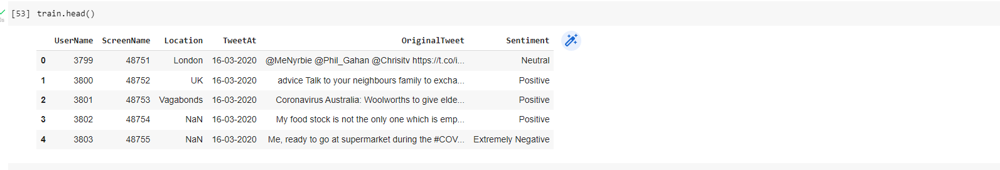 [53] train.head()
UserName ScreenName Location TweetAt OriginalTweet Sentiment
0 3799 48751 London 16-03-2020 @MeNyrbie @Phil_Gahan @Chrisitv https://t.co/i... Neutral
1 3800 48752 UK 16-03-2020 advice Talk to your neighbours family to excha... Positive
2 3801 48753 Vagabonds 16-03-2020 Coronavirus Australia: Woolworths to give elde... Positive
3 3802 48754 NaN 16-03-2020 My food stock is not the only one which is emp... Positive
4 3803 48755 NaN 16-03-2020 Me, ready to go at supermarket during the #COV... Extremely Negative